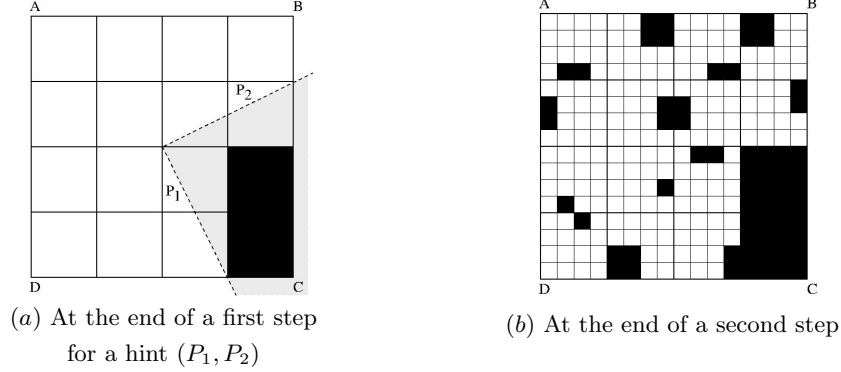 A B
P₂
P₁
D C
(a) At the end of a first step
for a hint (P₁, P₂)
A B
D C
(b) At the end of a second step